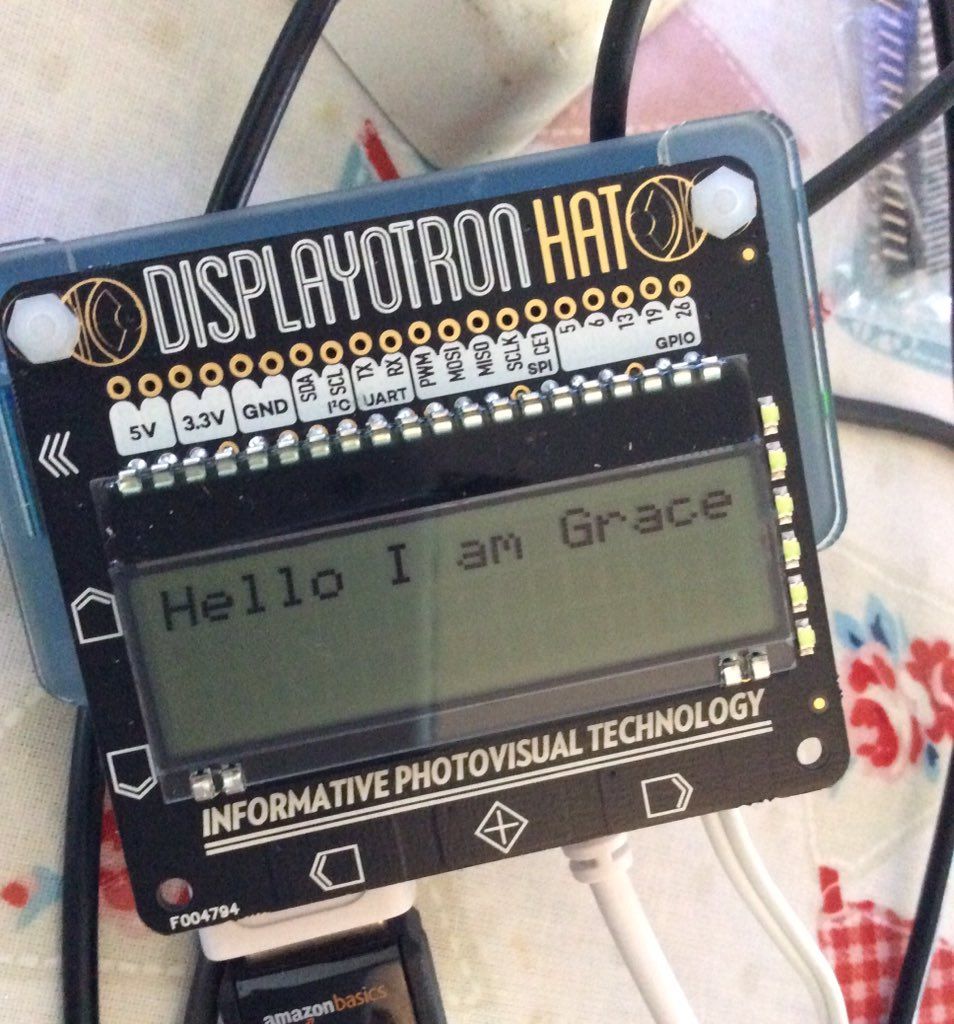 DISPLAYOTRON HAT
5V 3.3V GND SDA SCL I²C TX RX UART PWM MOSI MISO SCLK CE1 SPI 5 6 13 19 26 GPIO
Hello I am Grace
INFORMATIVE PHOTOVISUAL TECHNOLOGY
F004794
amazonbasics